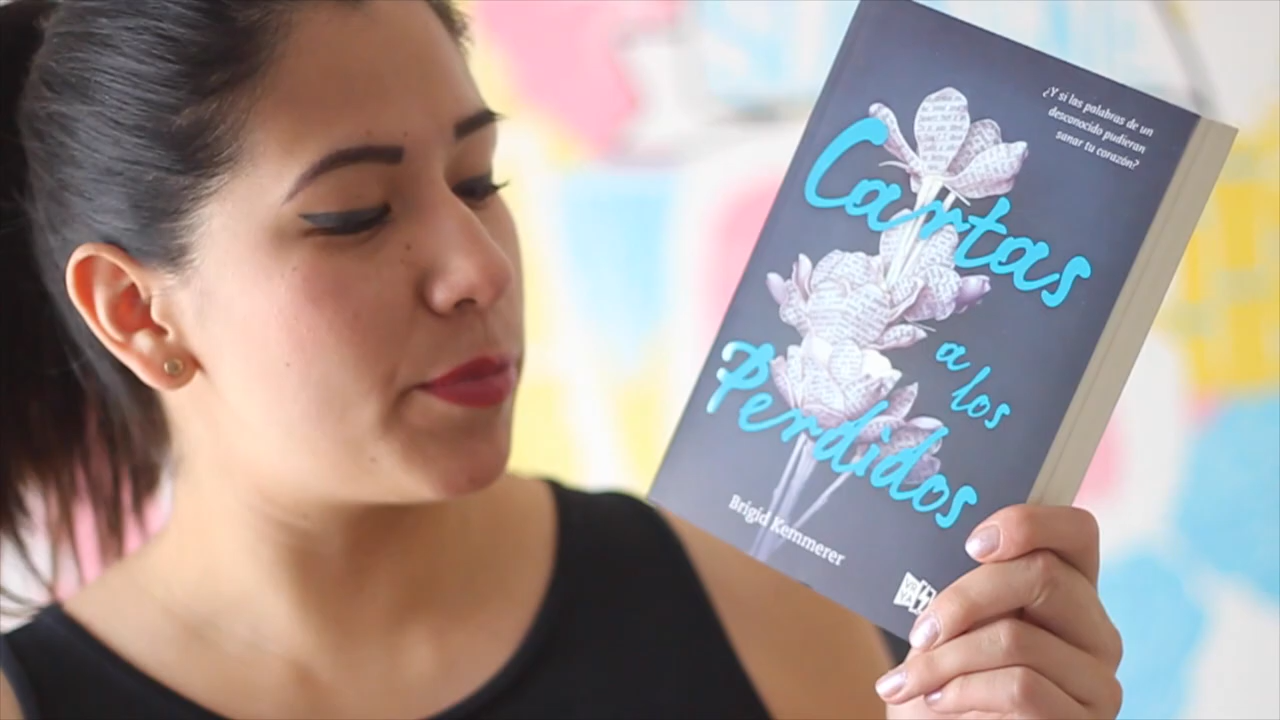 ¿Y si las palabras de un
desconocido pudieran
sanar tu corazón?
Cartas
a los
Perdidos
Brigid Kemmerer